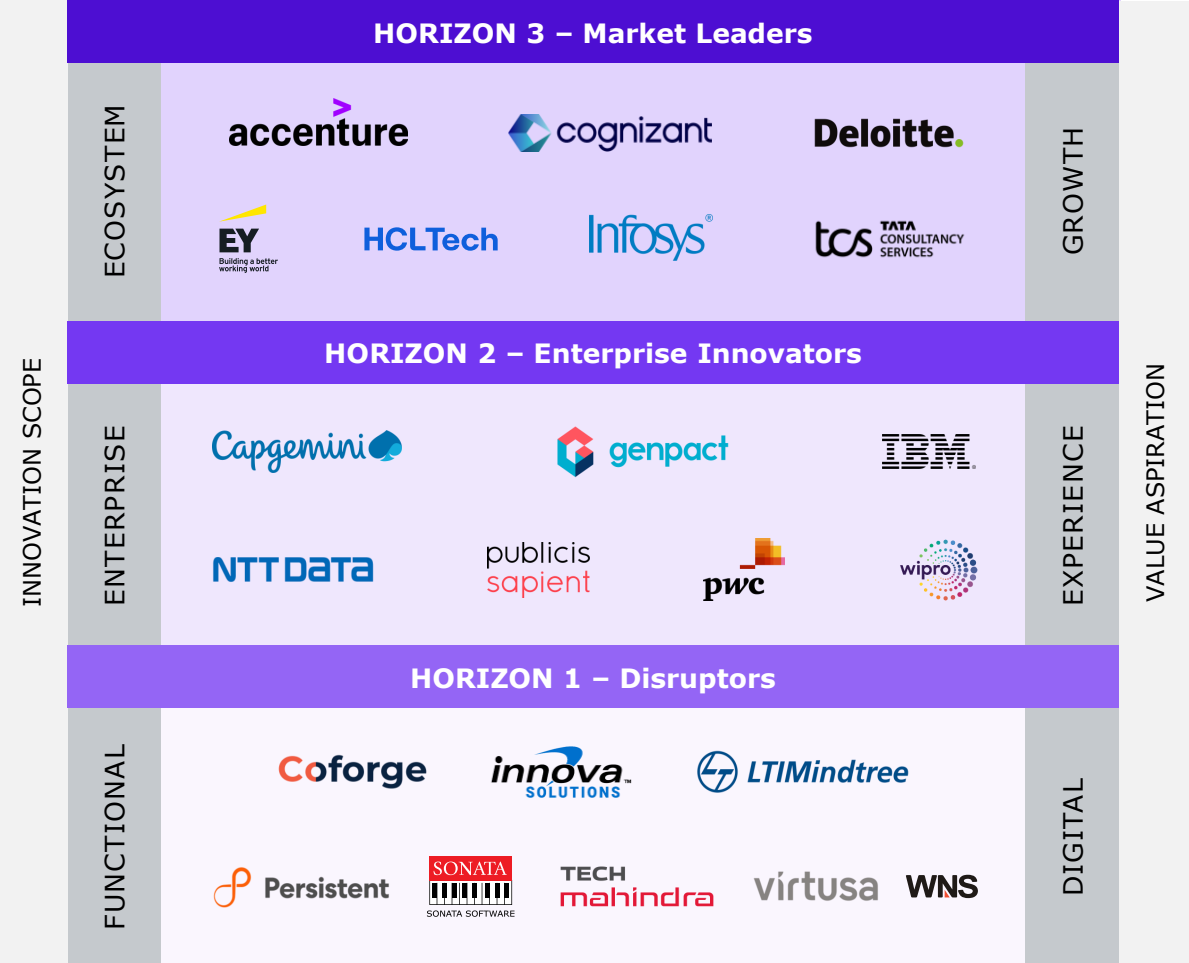 HORIZON 3 – Market Leaders
INNOVATION SCOPE
ECOSYSTEM
>
accenture
cognizant
Deloitte.
EY
Building a better
working world
HCLTech
Infosys®
tcs
TATA
CONSULTANCY
SERVICES
GROWTH
VALUE ASPIRATION
HORIZON 2 – Enterprise Innovators
ENTERPRISE
Capgemini
genpact
IBM®
NTT DATA
publicis
sapient
pwc
wipro
EXPERIENCE
HORIZON 1 – Disruptors
FUNCTIONAL
Coforge
innova™
SOLUTIONS
LTIMindtree
Persistent
SONATA
SONATA SOFTWARE
TECH
mahindra
virtusa
WNS
DIGITAL